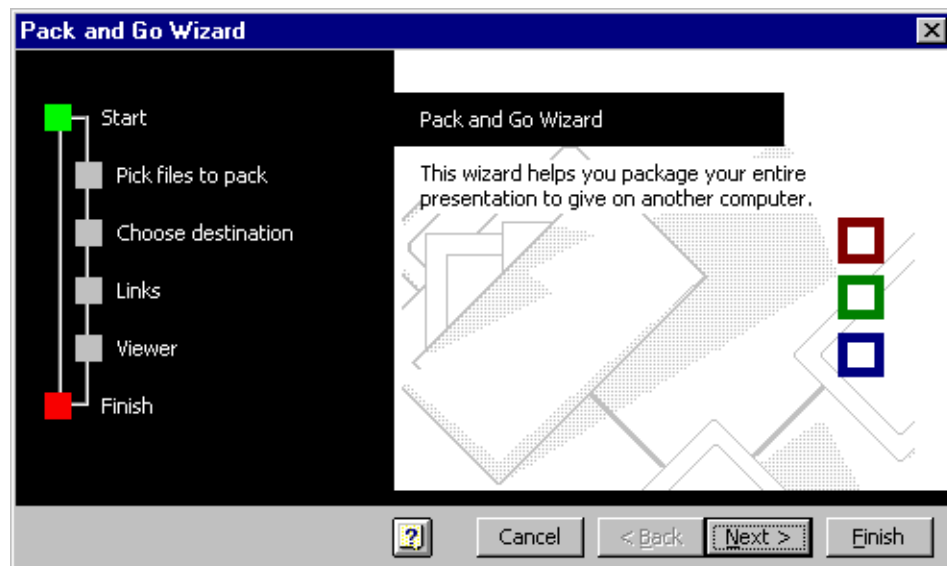 Pack and Go Wizard
Start
Pick files to pack
Choose destination
Links
Viewer
Finish
Pack and Go Wizard
This wizard helps you package your entire
presentation to give on another computer.
? Cancel < Back Next > Finish